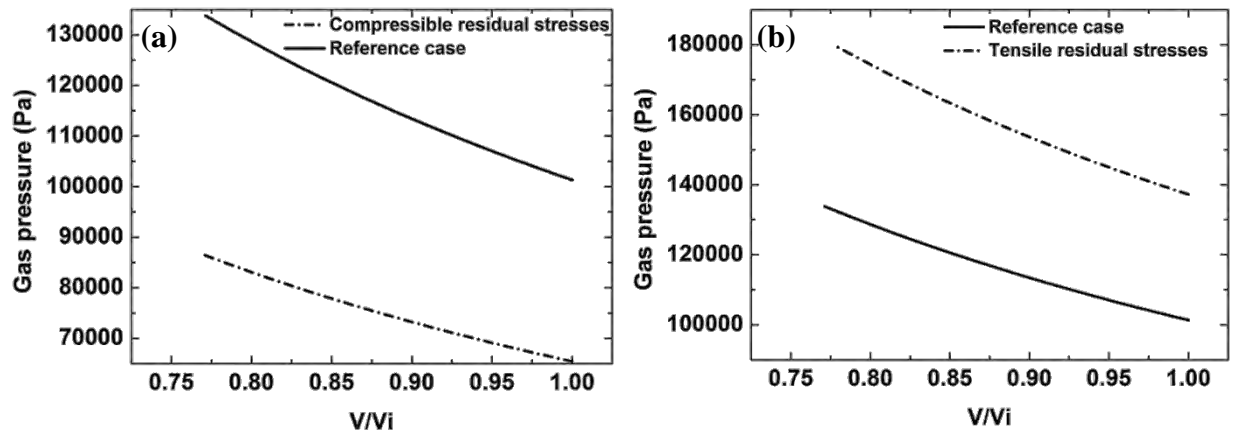 (a)
Compressible residual stresses
Reference case
Gas pressure (Pa)
130000
120000
110000
100000
90000
80000
70000
0.75 0.80 0.85 0.90 0.95 1.00
V/Vi
(b)
Reference case
Tensile residual stresses
Gas pressure (Pa)
180000
160000
140000
120000
100000
0.75 0.80 0.85 0.90 0.95 1.00
V/Vi